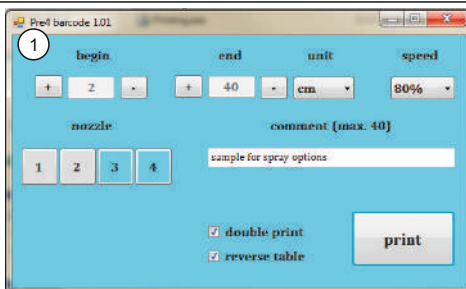 Pre4 barcode 1.01
1
begin end unit speed
+ 2 - + 40 - cm 80%
nozzle comment (max. 40)
1 2 3 4 sample for spray options
double print
reverse table
print